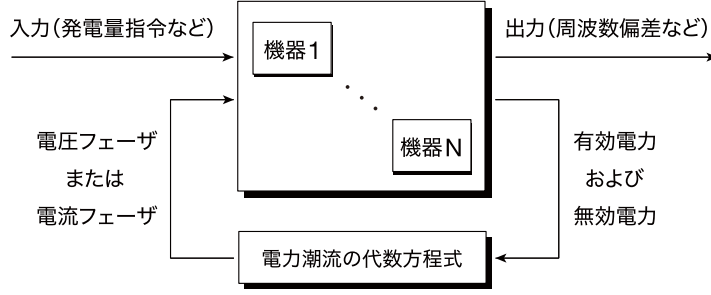 入力(発電量指令など)
機器1
機器N
出力(周波数偏差など)
電圧フェーザ
または
電流フェーザ
有効電力
および
無効電力
電力潮流の代数方程式